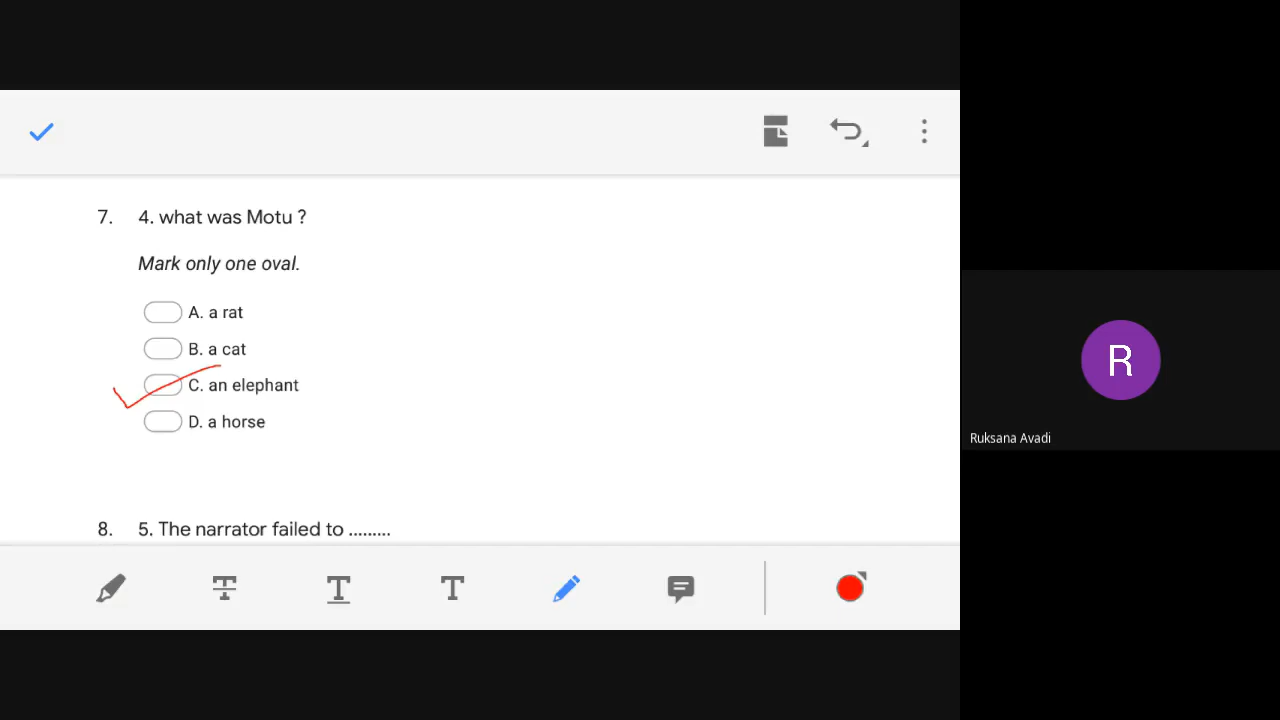 7. 4. what was Motu ?
Mark only one oval.
A. a rat
B. a cat
C. an elephant
D. a horse
8. 5. The narrator failed to .........
T T T
R
Ruksana Avadi